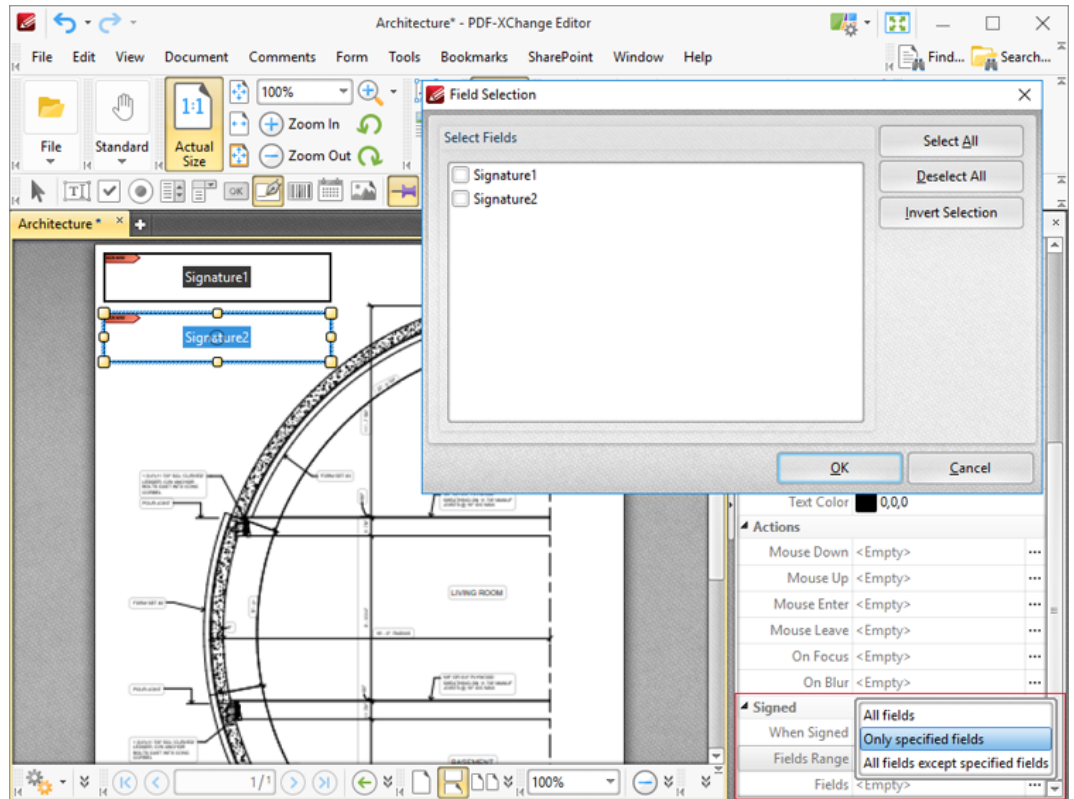 Architecture* - PDF-XChange Editor
File Edit View Document Comments Form Tools Bookmarks SharePoint Window Help
Find... Search...
File
Standard
1:1
Actual Size
100%
Zoom In
Zoom Out
OK
Architecture *
Field Selection
Select Fields
Signature1
Signature2
Select All
Deselect All
Invert Selection
OK Cancel
Signature1
Signature2
LIVING ROOM
BASEMENT
Text Color 0,0,0
Actions
Mouse Down <Empty>
Mouse Up <Empty>
Mouse Enter <Empty>
Mouse Leave <Empty>
On Focus <Empty>
On Blur <Empty>
Signed
When Signed
Fields Range
Fields <Empty>
All fields
Only specified fields
All fields except specified fields
1/1
100%